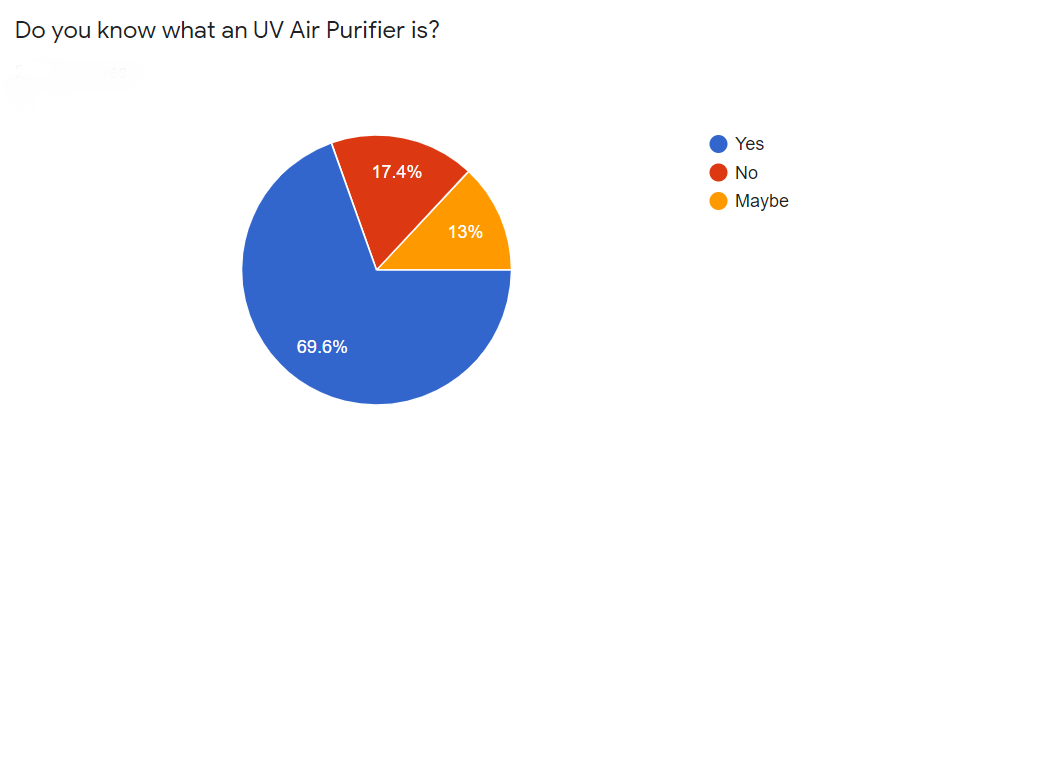 Do you know what an UV Air Purifier is?
Yes
No
Maybe
17.4%
13%
69.6%